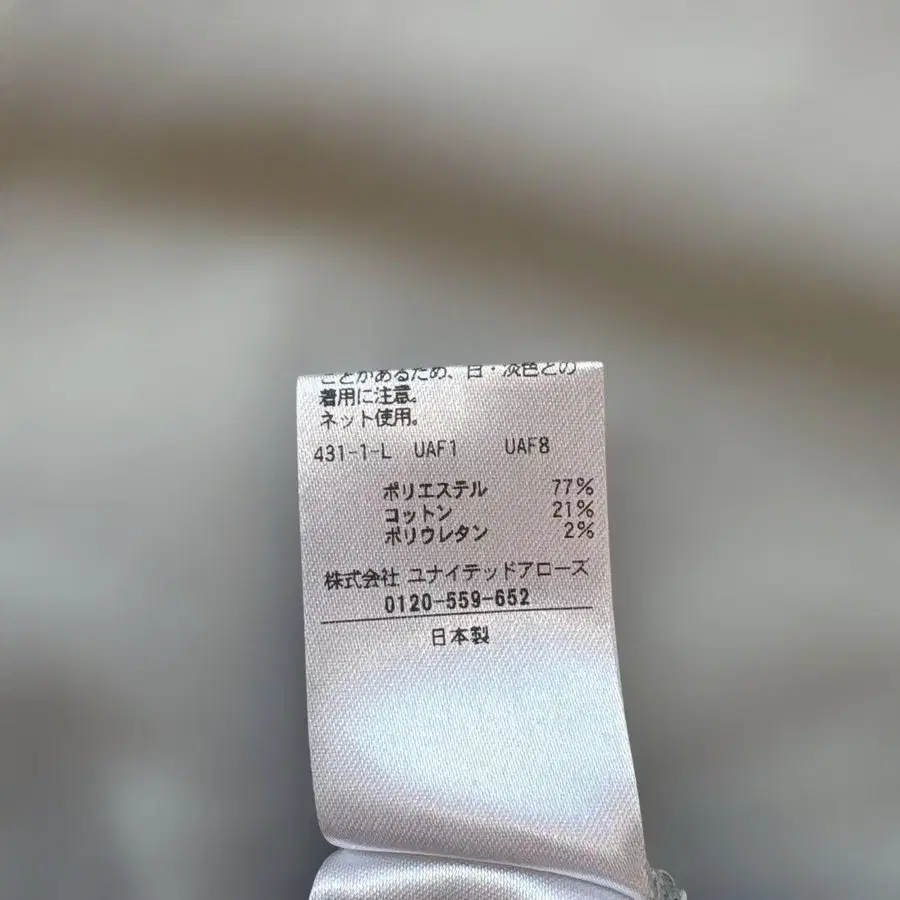 ことがあるため、白・淡色との
着用に注意。
ネット使用。
431-1-L UAF1 UAF8
ポリエステル 77%
コットン 21%
ポリウレタン 2%
株式会社 ユナイテッドアローズ
0120-559-652
日本製